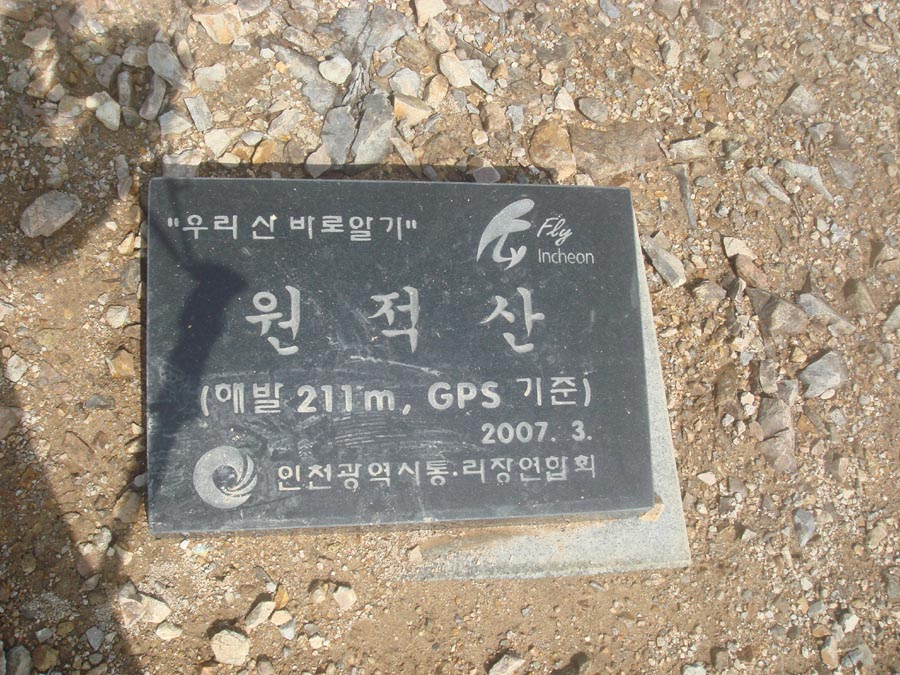 "우리 산 바로알기"
Fly
Incheon
원적산
(해발 211m, GPS 기준)
2007. 3.
인천광역시통·리장연합회